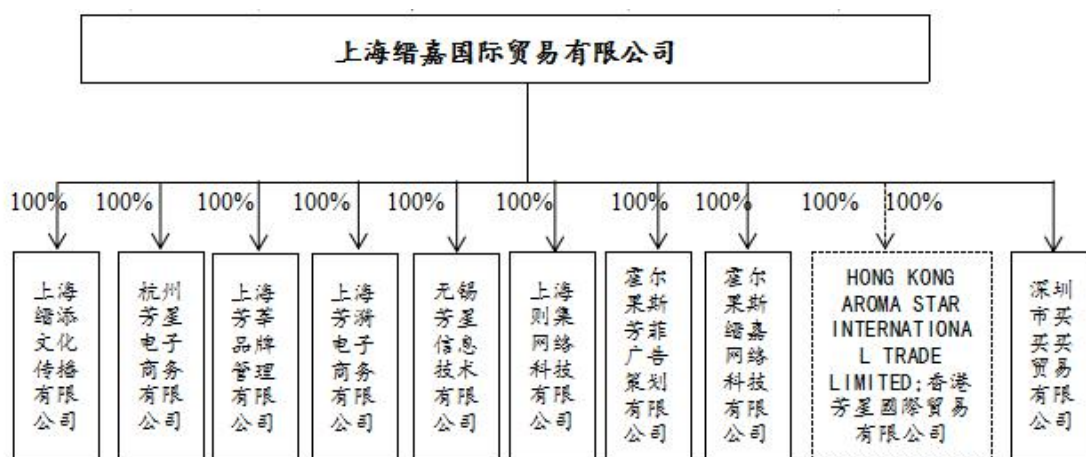 上海缙嘉国际贸易有限公司
100% 100% 100% 100% 100% 100% 100% 100% 100% 100%
上海
缙添
文化
传播
有限
公司
杭州
芳星
电子
商务
有限
公司
上海
芳莘
品牌
管理
有限
公司
上海
芳漪
电子
商务
有限
公司
无锡
芳星
信息
技术
有限
公司
上海
则集
网络
科技
有限
公司
霍尔
果斯
芳菲
广告
策划
有限
公司
霍尔
果斯
缙嘉
网络
科技
有限
公司
HONG KONG
AROMA STAR
INTERNATIONA
L TRADE
LIMITED;香港
芳星國際貿易
有限公司
深圳
市买
买买
贸易
有限
公司